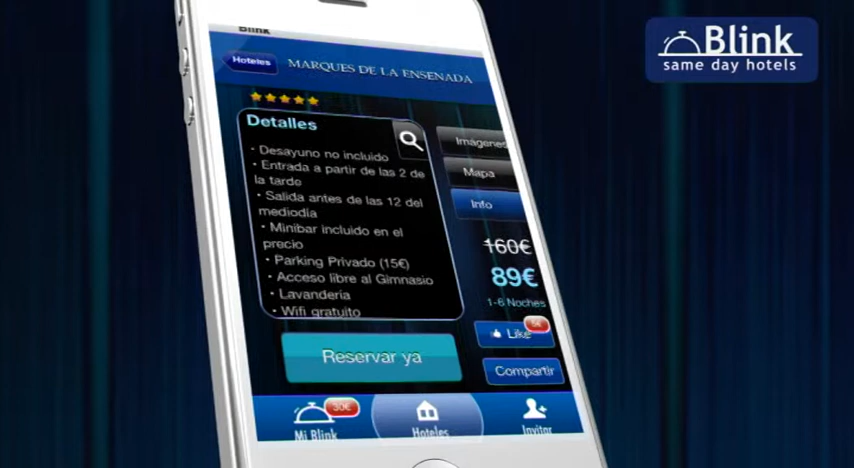 Blink
same day hotels
Blink
Hoteles
MARQUES DE LA ENSENADA
Detalles
• Desayuno no incluido
• Entrada a partir de las 2 de
la tarde
• Salida antes de las 12 del
mediodía
• Minibar incluido en el
precio
• Parking Privado (15€)
• Acceso libre al Gimnasio
• Lavandería
• Wifi gratuito
Imágenes
Mapa
Info
160€
89€
1-6 Noches
5€
Like
Compartir
Reservar ya
30€
Mi Blink
Hoteles
Invitar